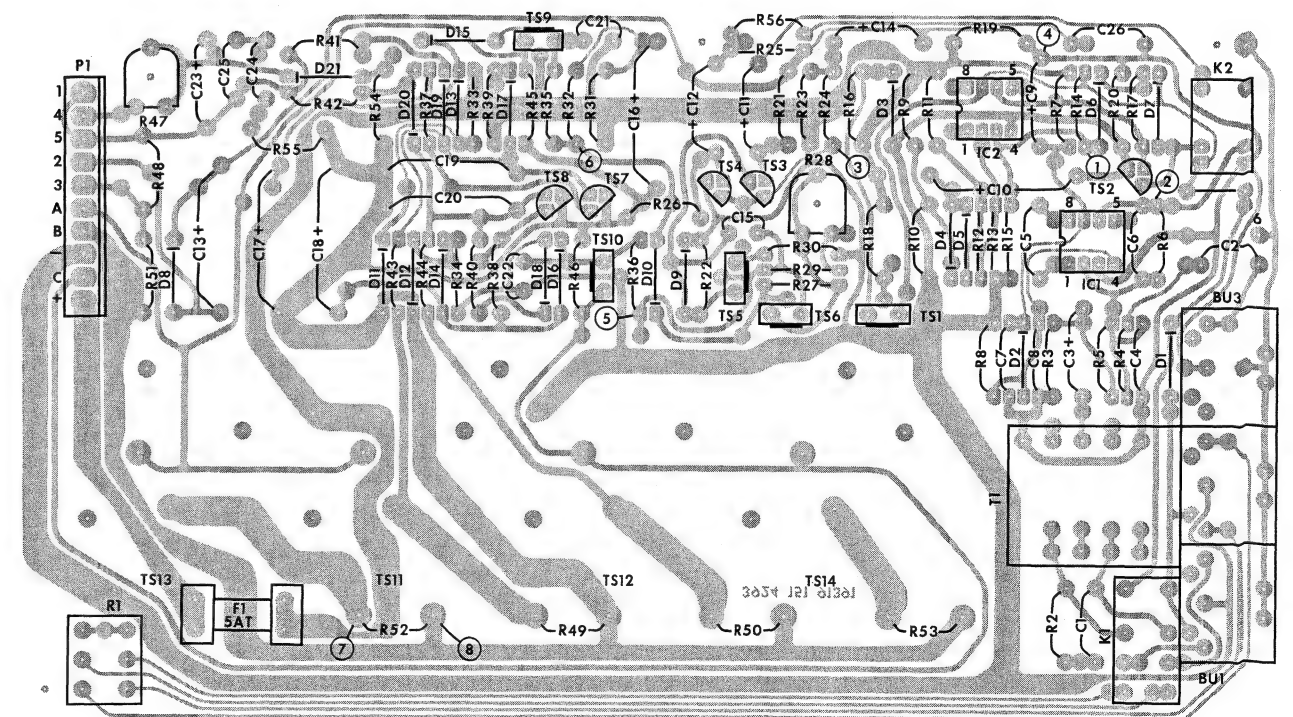 TS9
C21
R56
+C14
R19
4
C26
R41
D15
R25
P1
C23+
C25
C24
D21
8
5
K2
1
R42
R54
D20
R37
D19
D13
R33
R39
D17
R45
R35
R32
R31
C16+
+C12
+C11
R21
R23
R24
R16
D3
R9
R11
+C9
R7
R14
D6
R20
R17
D7
4
R47
5
R55
1
IC2
4
2
R48
C19
6
TS4
TS3
R28
3
1
TS2
2
3
TS8
TS7
+C10
A
C20
R26
C15
8
5
6
B
C13+
C17+
C18+
TS10
R30
R18
R10
D4
D5
R12
R13
R15
C5
C6
R6
C2
–
R51
D8
D11
R43
D12
R44
D14
R34
R40
R38
C22
D18
D16
R46
R36
D10
D9
R22
R29
C
R27
1
IC1
4
+
5
TS5
TS6
TS1
BU3
R8
C7
D2
C8
R3
C3+
R5
R4
C4
D1
T1
TS13
TS11
TS12
TS14
3924 151 91391
R1
F1
5AT
R52
R49
R50
R53
R2
C1
K1
7
8
BU1